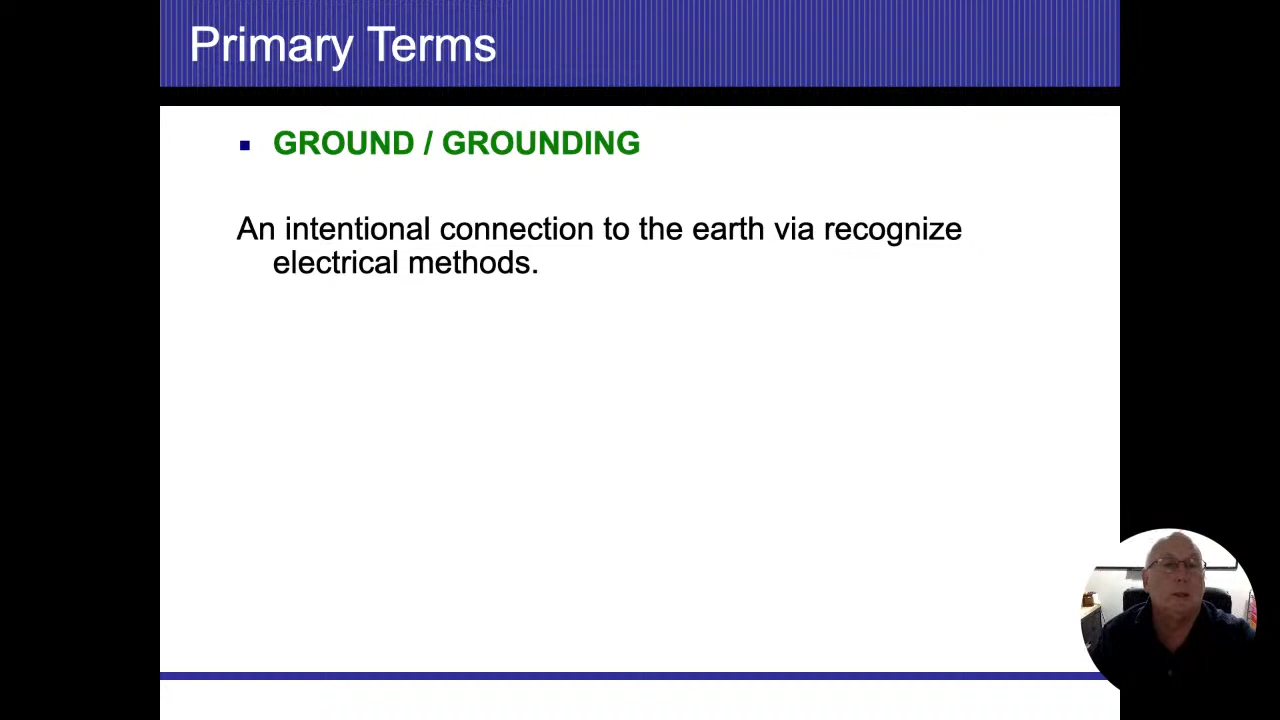 Primary Terms
GROUND / GROUNDING
An intentional connection to the earth via recognize
electrical methods.